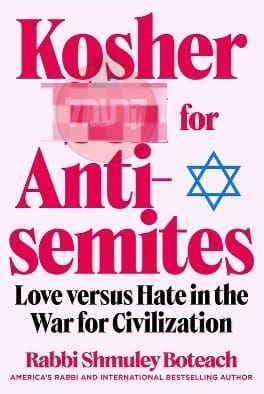 Kosher
for
Anti-
semites
Love versus Hate in the
War for Civilization
Rabbi Shmuley Boteach
AMERICA'S RABBI AND INTERNATIONAL BESTSELLING AUTHOR